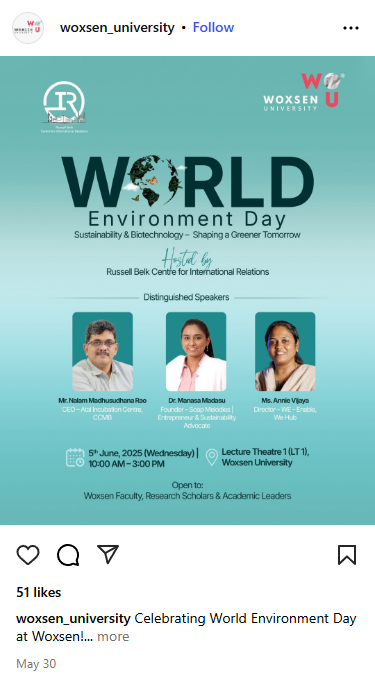 woxsen_university • Follow
IR
Russell Belk
WOXSEN
UNIVERSITY
W U
WORLD
Environment Day
Sustainability & Biotechnology – Shaping a Greener Tomorrow
Hosted by
Russell Belk Centre for International Relations
Distinguished Speakers
Mr. Nalam Madhusudhana Rao
CEO – Atal Incubation Centre,
CCMB
Dr. Manasa Madasu
Founder – Soap Melodies |
Entrepreneur & Sustainability
Advocate
Ms. Annie Vijaya
Director – WE - Enable,
We Hub
5th June, 2025 (Wednesday) |
10:00 AM – 3:00 PM
Lecture Theatre 1 (LT 1),
Woxsen University
Open to:
Woxsen Faculty, Research Scholars & Academic Leaders
51 likes
woxsen_university Celebrating World Environment Day
at Woxsen!... more
May 30